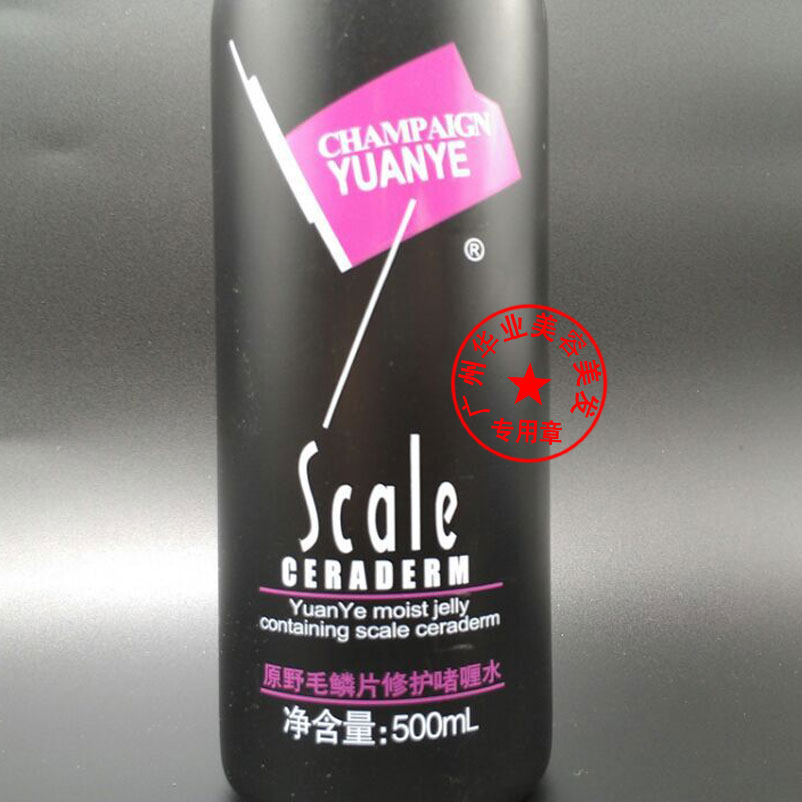 CHAMPAIGN
YUANYE
®
广州华业美容美发
专用章
Scale
CERADERM
YuanYe moist jelly
containing scale ceraderm
原野毛鳞片修护啫喱水
净含量:500mL